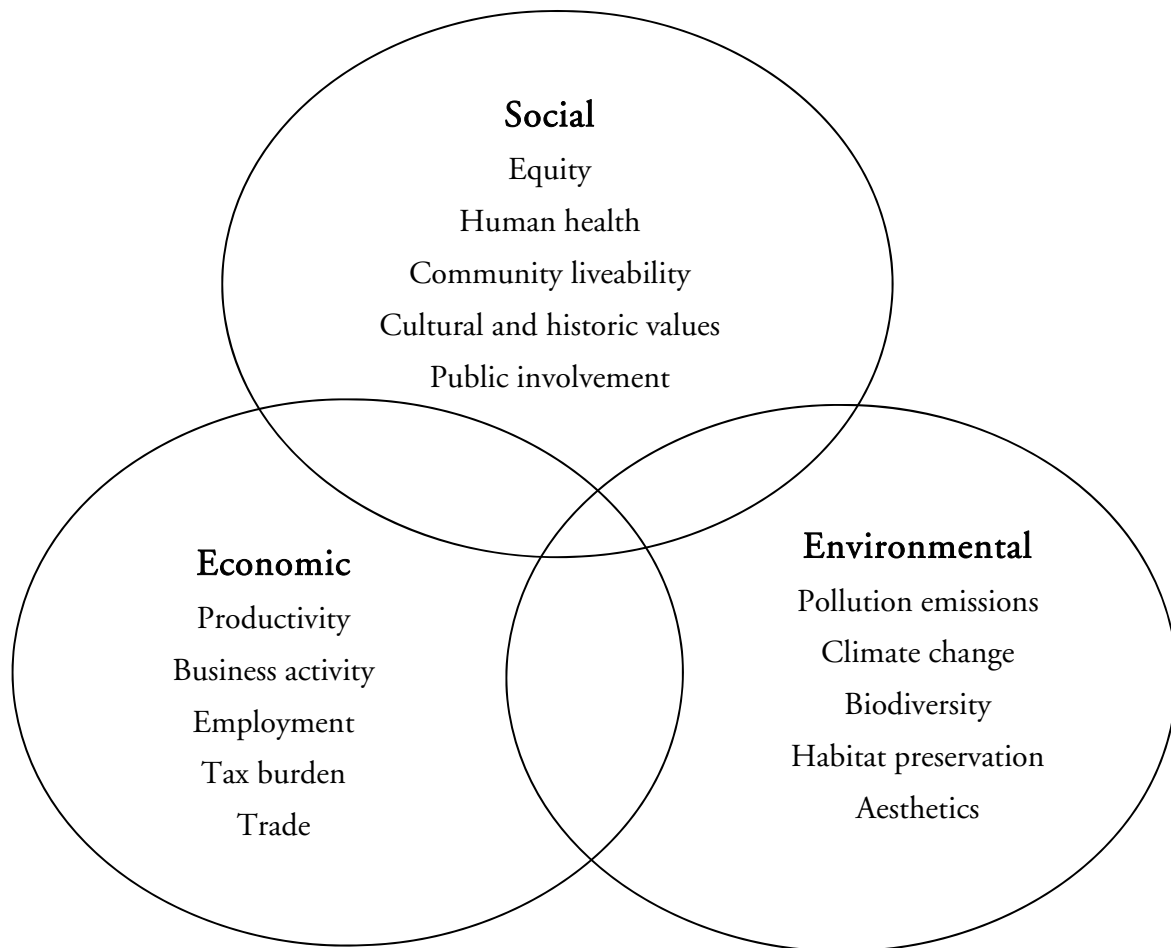 Social
Equity
Human health
Community liveability
Cultural and historic values
Public involvement
Economic
Productivity
Business activity
Employment
Tax burden
Trade
Environmental
Pollution emissions
Climate change
Biodiversity
Habitat preservation
Aesthetics